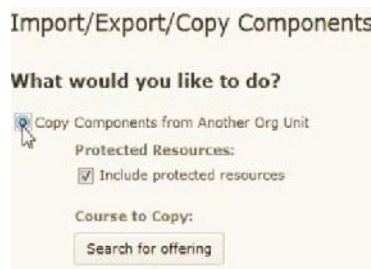 Import/Export/Copy Components
What would you like to do?
Copy Components from Another Org Unit
Protected Resources:
Include protected resources
Course to Copy:
Search for offering